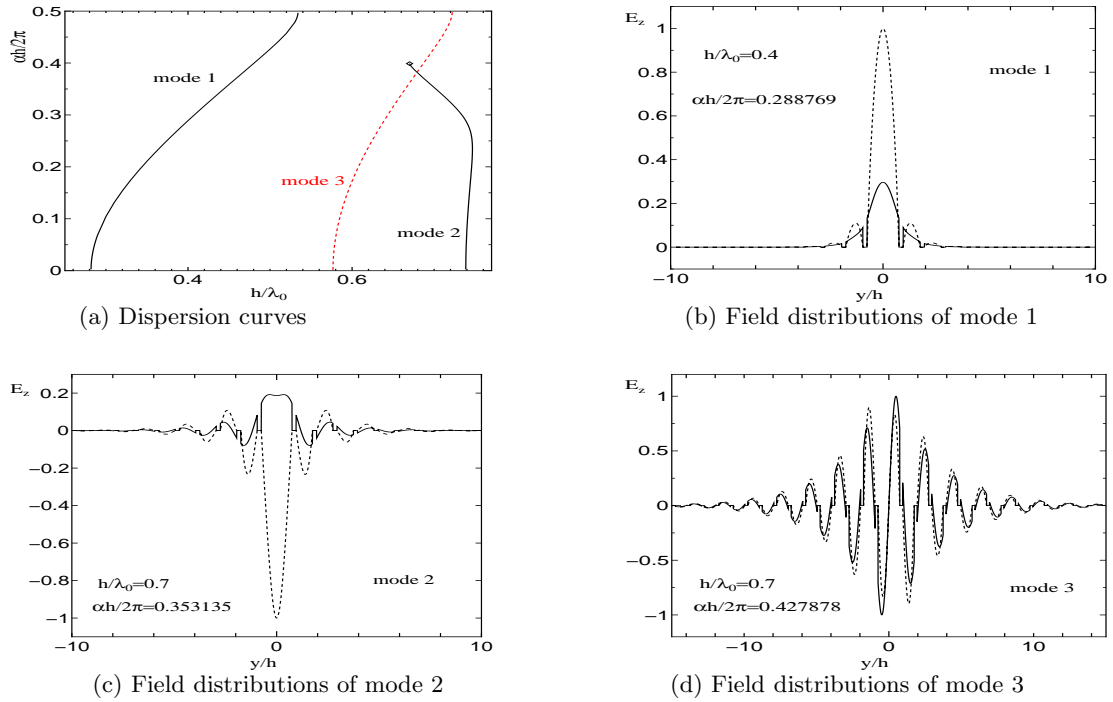 αh/2π
0.5
0.4
0.3
0.2
0.1
0
mode 1
mode 3
mode 2
0.4
0.6
h/λ₀
(a) Dispersion curves
E_z
1
0.8
0.6
0.4
0.2
0
h/λ₀=0.4
αh/2π=0.288769
mode 1
−10
0
10
y/h
(b) Field distributions of mode 1
E_z
0.2
0
−0.2
−0.4
−0.6
−0.8
−1
h/λ₀=0.7
αh/2π=0.353135
mode 2
−10
0
10
y/h
(c) Field distributions of mode 2
E_z
1
0.5
0
−0.5
−1
h/λ₀=0.7
αh/2π=0.427878
mode 3
−10
0
10
y/h
(d) Field distributions of mode 3